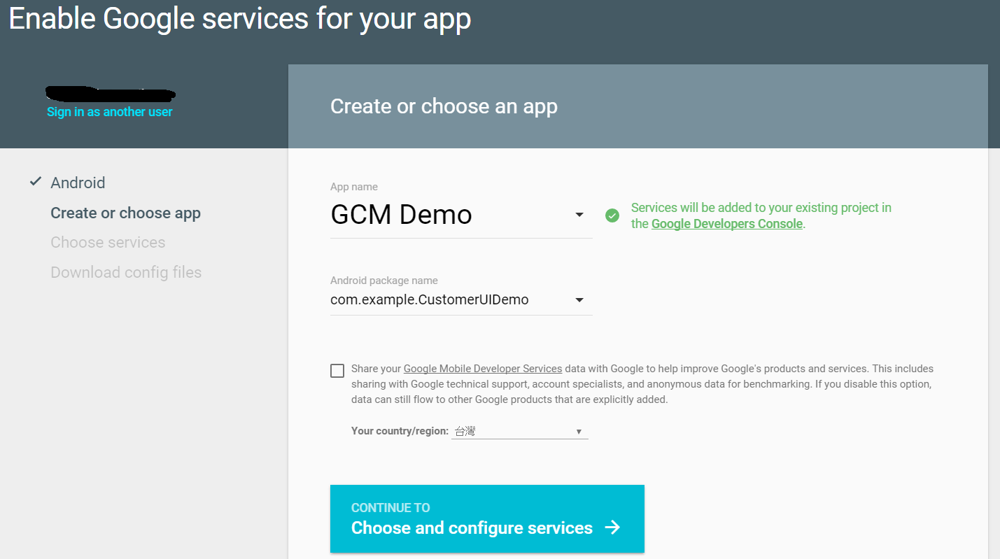 Enable Google services for your app
Sign in as another user
Create or choose an app
Android
Create or choose app
Choose services
Download config files
App name
GCM Demo
Services will be added to your existing project in
the Google Developers Console.
Android package name
com.example.CustomerUIDemo
Share your Google Mobile Developer Services data with Google to help improve Google's products and services. This includes
sharing with Google technical support, account specialists, and anonymous data for benchmarking. If you disable this option,
data can still flow to other Google products that are explicitly added.
Your country/region: 台灣
CONTINUE TO
Choose and configure services